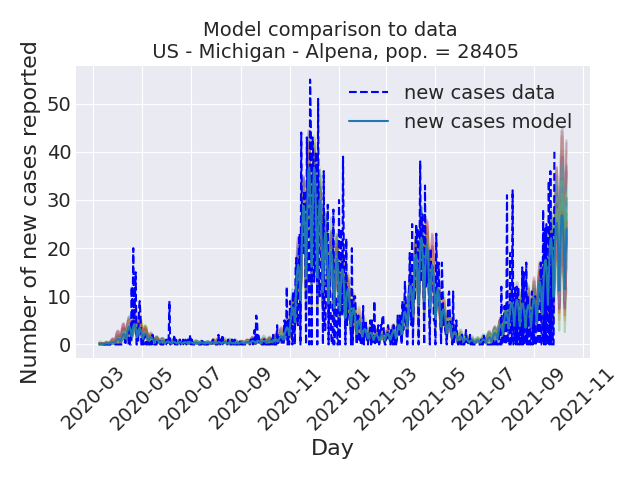 Model comparison to data
US - Michigan - Alpena, pop. = 28405
new cases data
new cases model
Number of new cases reported
50
40
30
20
10
0
2020-03
2020-05
2020-07
2020-09
2020-11
2021-01
2021-03
2021-05
2021-07
2021-09
2021-11
Day